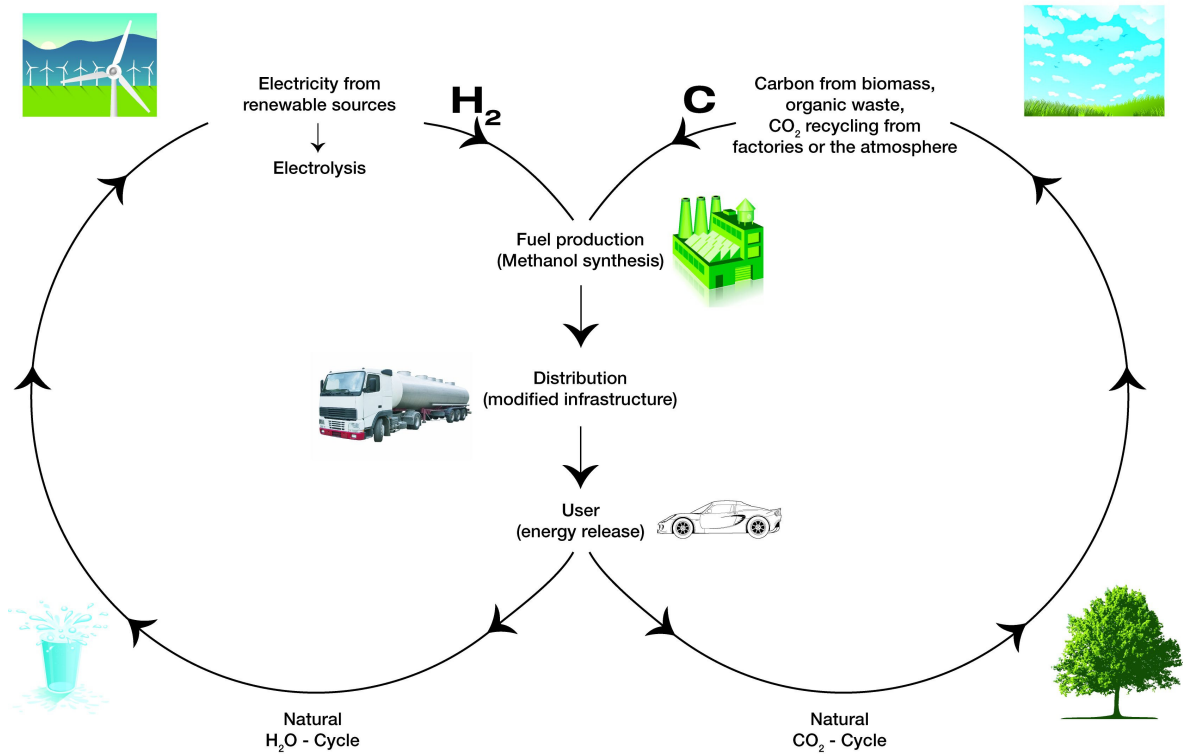 Electricity from
renewable sources
Electrolysis
H₂
C
Carbon from biomass,
organic waste,
CO₂ recycling from
factories or the atmosphere
Fuel production
(Methanol synthesis)
Distribution
(modified infrastructure)
User
(energy release)
Natural
H₂O - Cycle
Natural
CO₂ - Cycle